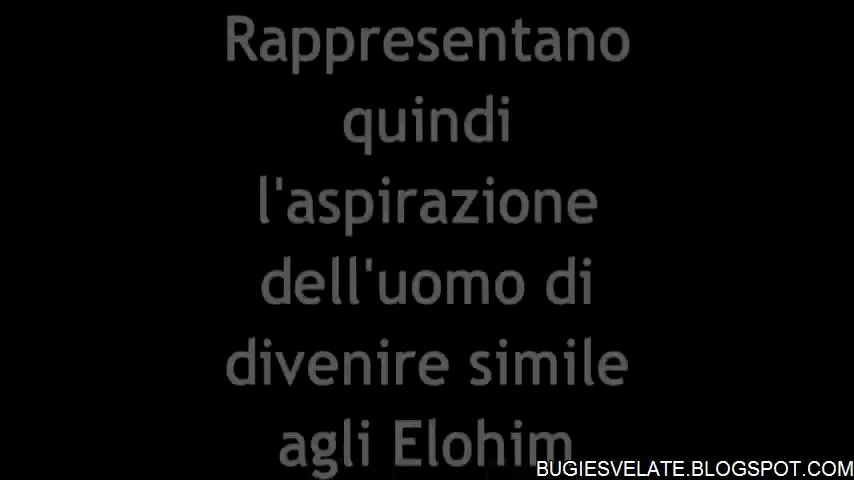 Rappresentano
quindi
l'aspirazione
dell'uomo di
divenire simile
agli Elohim
BUGIESVELATE.BLOGSPOT.COM